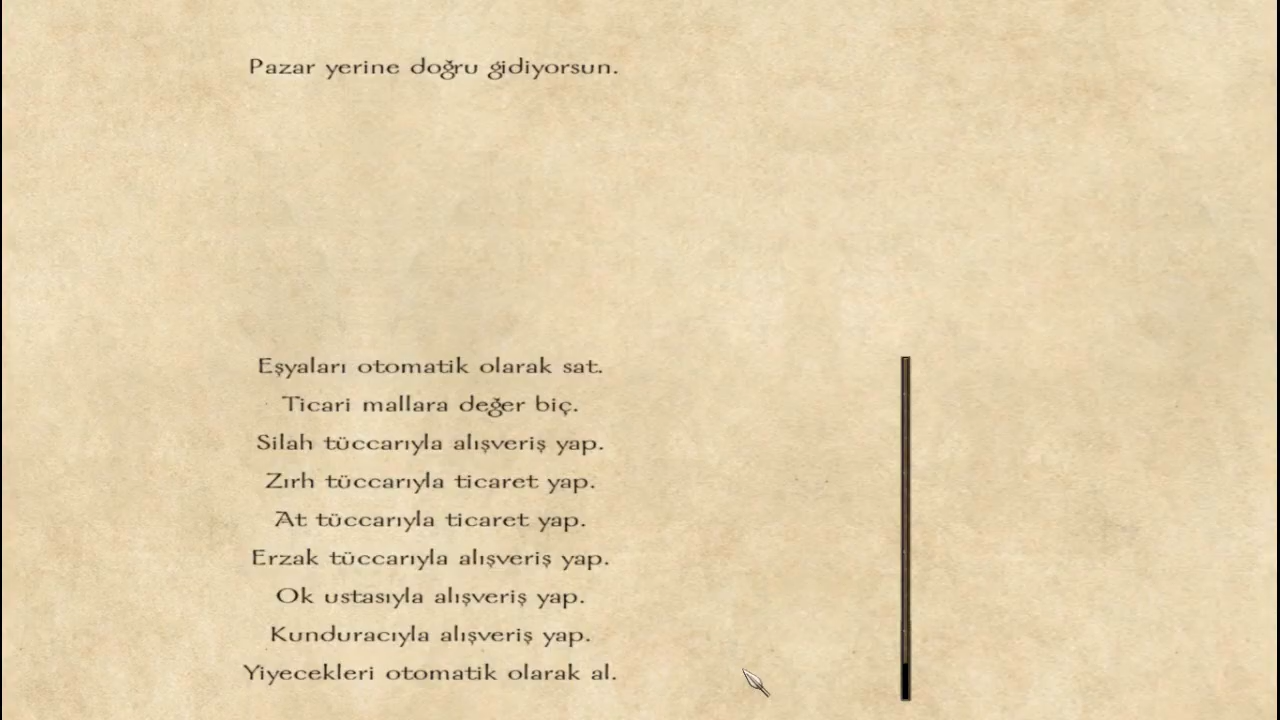 Pazar yerine doğru gidiyorsun.
Eşyaları otomatik olarak sat.
Ticari mallara değer biç.
Silah tüccarıyla alışveriş yap.
Zırh tüccarıyla ticaret yap.
At tüccarıyla ticaret yap.
Erzak tüccarıyla alışveriş yap.
Ok ustasıyla alışveriş yap.
Kunduracıyla alışveriş yap.
Yiyecekleri otomatik olarak al.